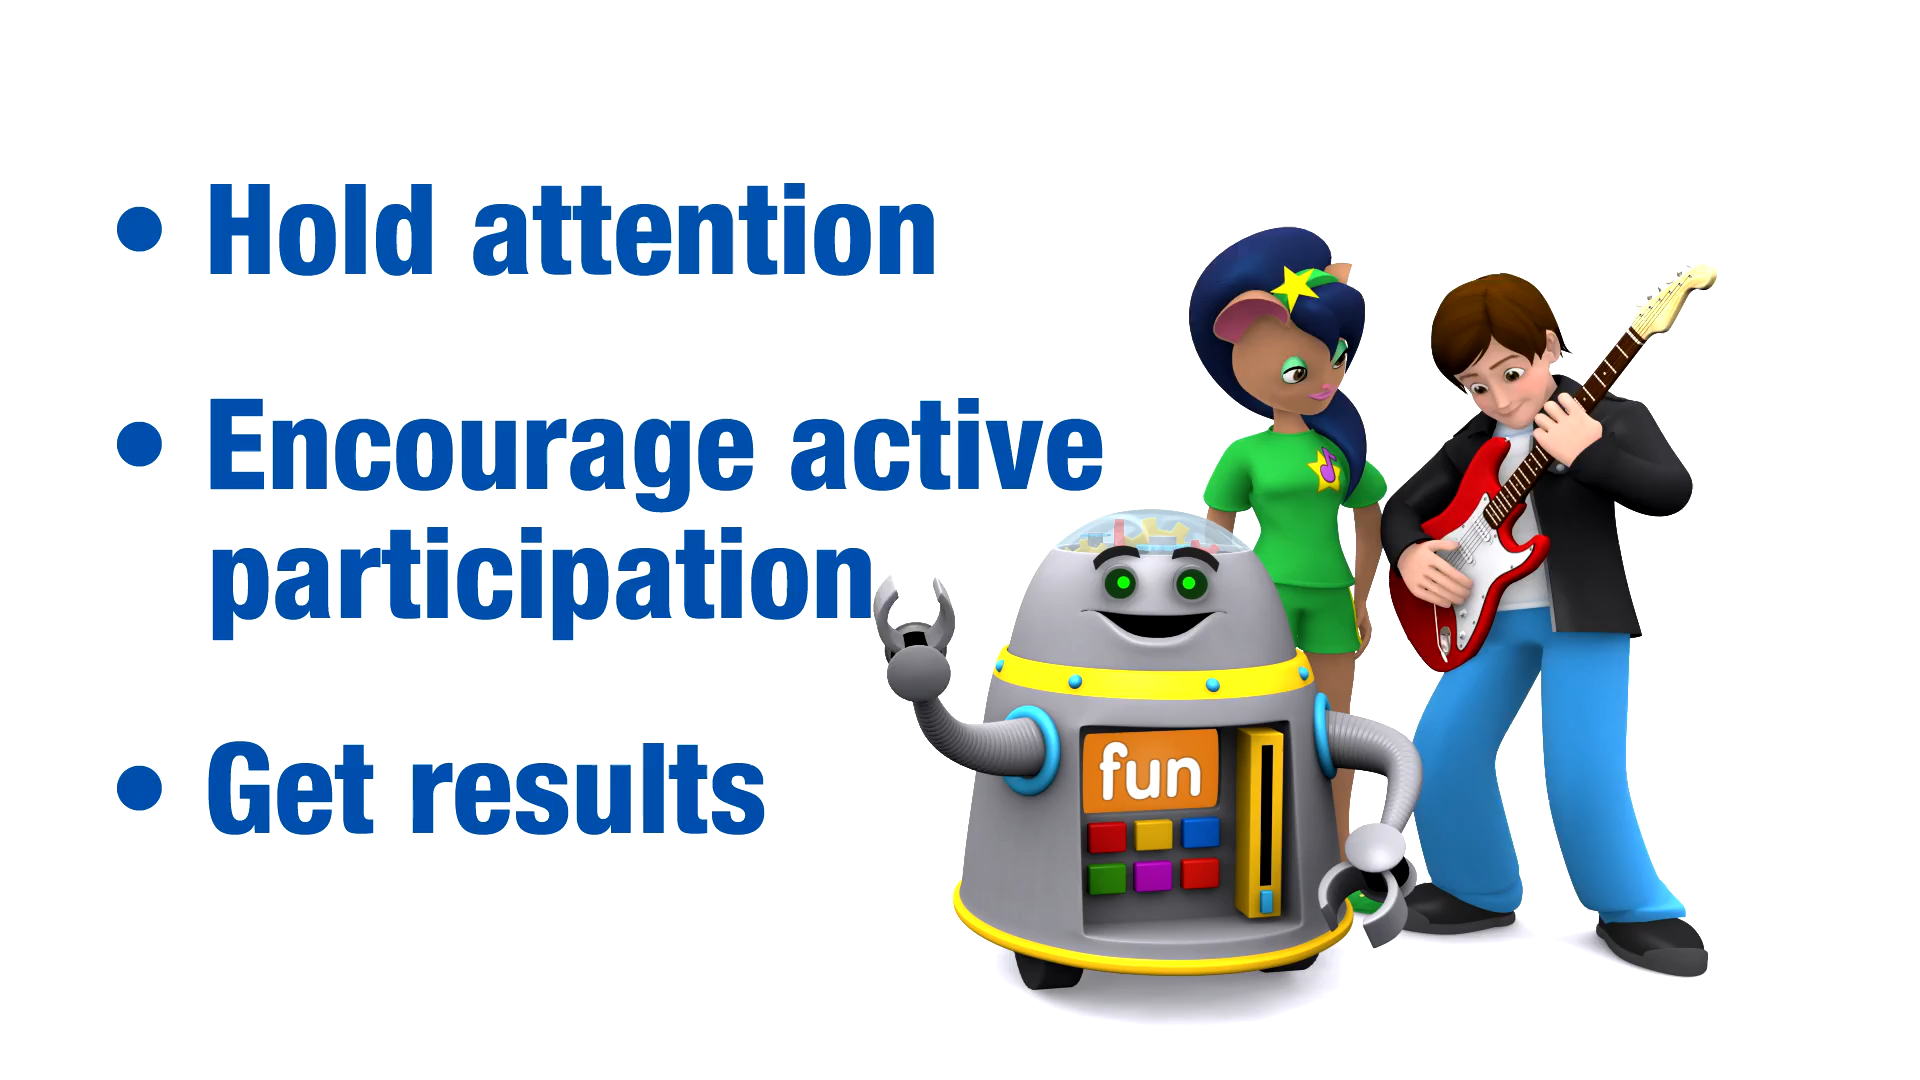 • Hold attention
• Encourage active
participation
• Get results
fun